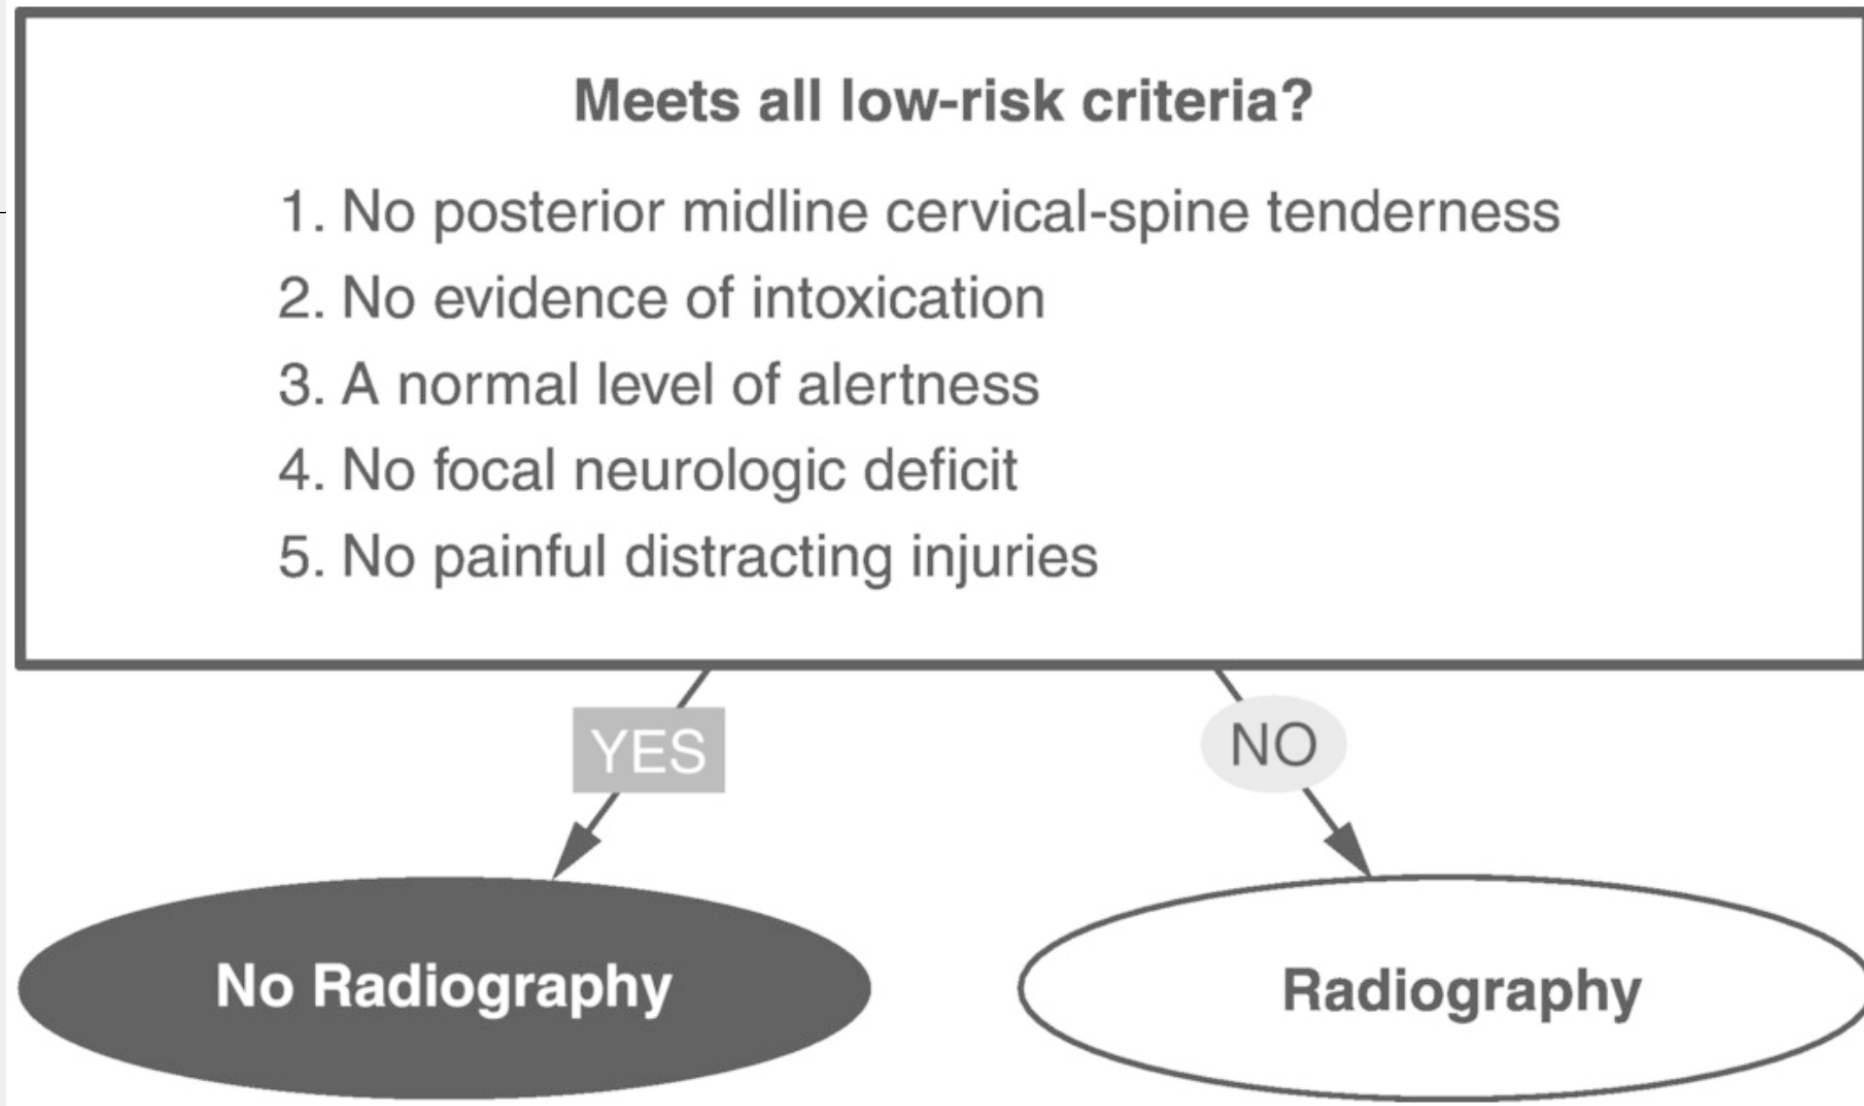 Meets all low-risk criteria?
1. No posterior midline cervical-spine tenderness
2. No evidence of intoxication
3. A normal level of alertness
4. No focal neurologic deficit
5. No painful distracting injuries
YES
NO
No Radiography
Radiography